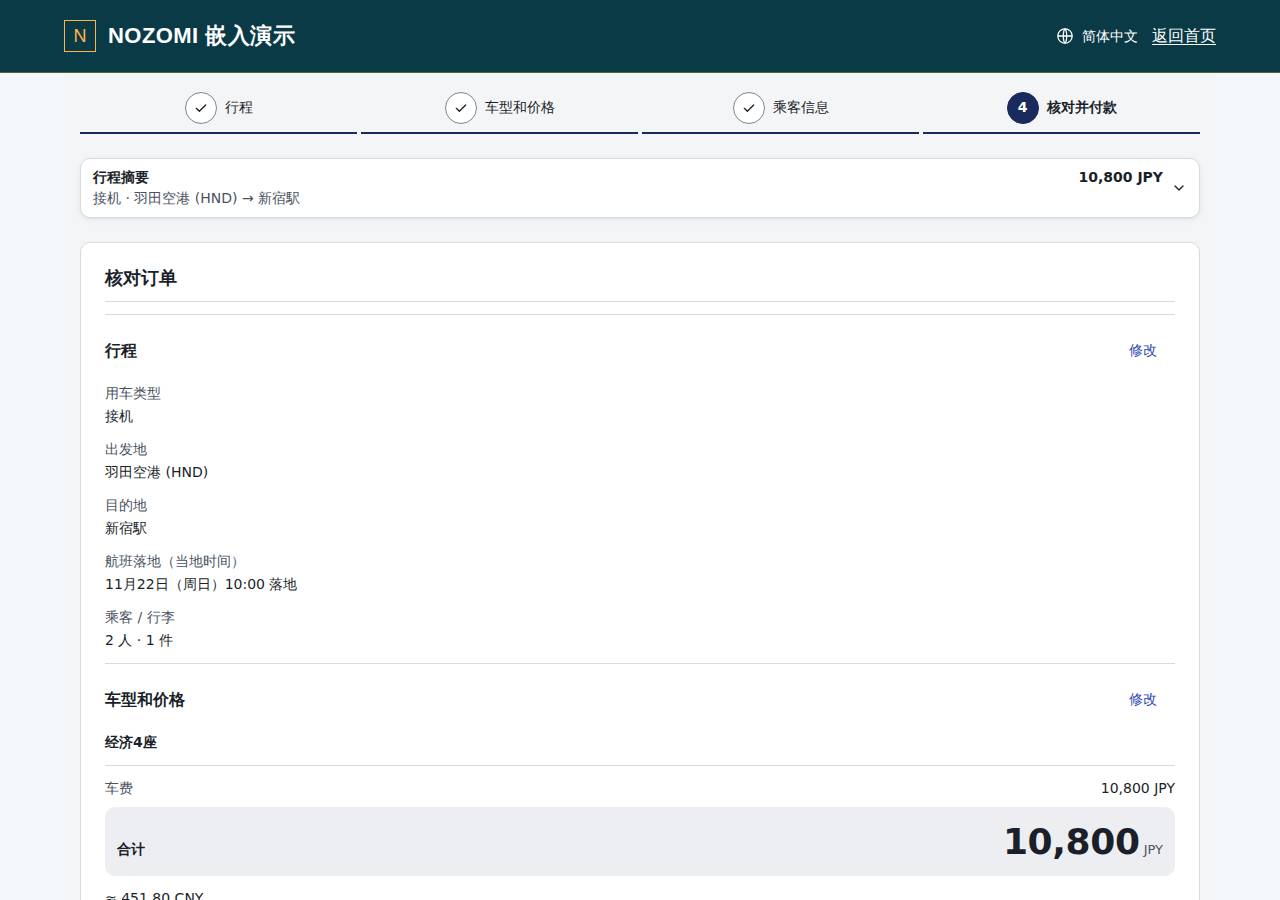 N NOZOMI 嵌入演示
简体中文 返回首页
行程 车型和价格 乘客信息 4 核对并付款
行程摘要 10,800 JPY
接机 · 羽田空港 (HND) → 新宿駅
核对订单
行程 修改
用车类型
接机
出发地
羽田空港 (HND)
目的地
新宿駅
航班落地（当地时间）
11月22日（周日）10:00 落地
乘客 / 行李
2 人 · 1 件
车型和价格 修改
经济4座
车费 10,800 JPY
合计 10,800 JPY
≈ 451.80 CNY